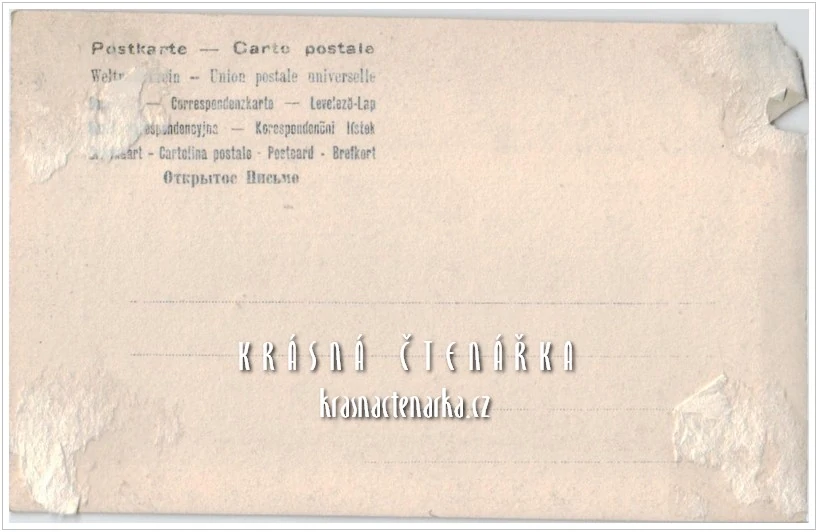 Postkarte — Carte postale
– Union postale universelle
— Correspondenzkarte — Levelező-Lap
— Korespondenční lístek
- Cartolina postale - Postcard - Brefkort
Открытое Письмо
KRÁSNÁ ČTENÁŘKA
krasnactenarka.cz